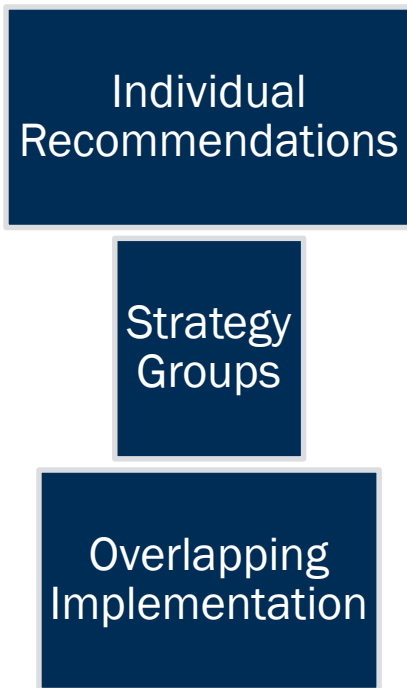 Individual
Recommendations
Strategy
Groups
Overlapping
Implementation